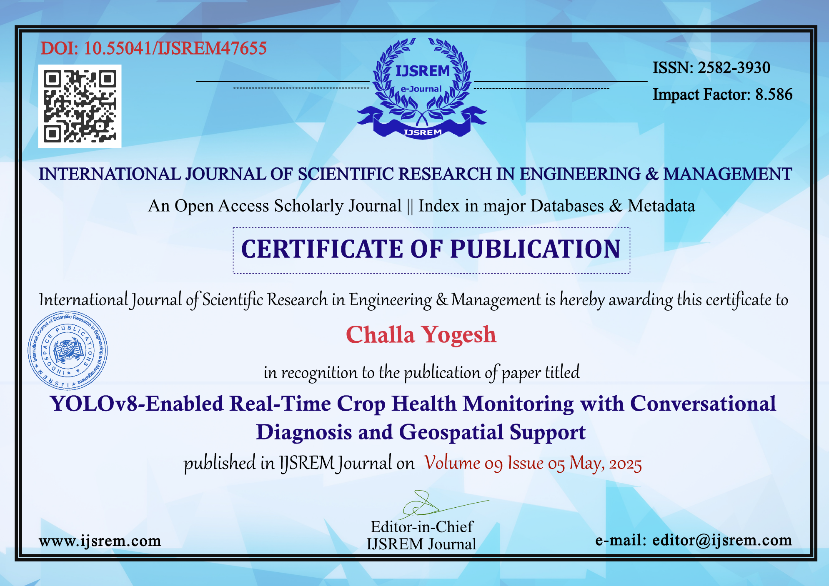 DOI: 10.55041/IJSREM47655
IJSREM
e-Journal
IJSREM
ISSN: 2582-3930
Impact Factor: 8.586
INTERNATIONAL JOURNAL OF SCIENTIFIC RESEARCH IN ENGINEERING & MANAGEMENT
An Open Access Scholarly Journal || Index in major Databases & Metadata
CERTIFICATE OF PUBLICATION
International Journal of Scientific Research in Engineering & Management is hereby awarding this certificate to
Challa Yogesh
in recognition to the publication of paper titled
YOLOv8-Enabled Real-Time Crop Health Monitoring with Conversational
Diagnosis and Geospatial Support
published in IJSREM Journal on Volume 09 Issue 05 May, 2025
Editor-in-Chief
IJSREM Journal
www.ijsrem.com
e-mail: editor@ijsrem.com